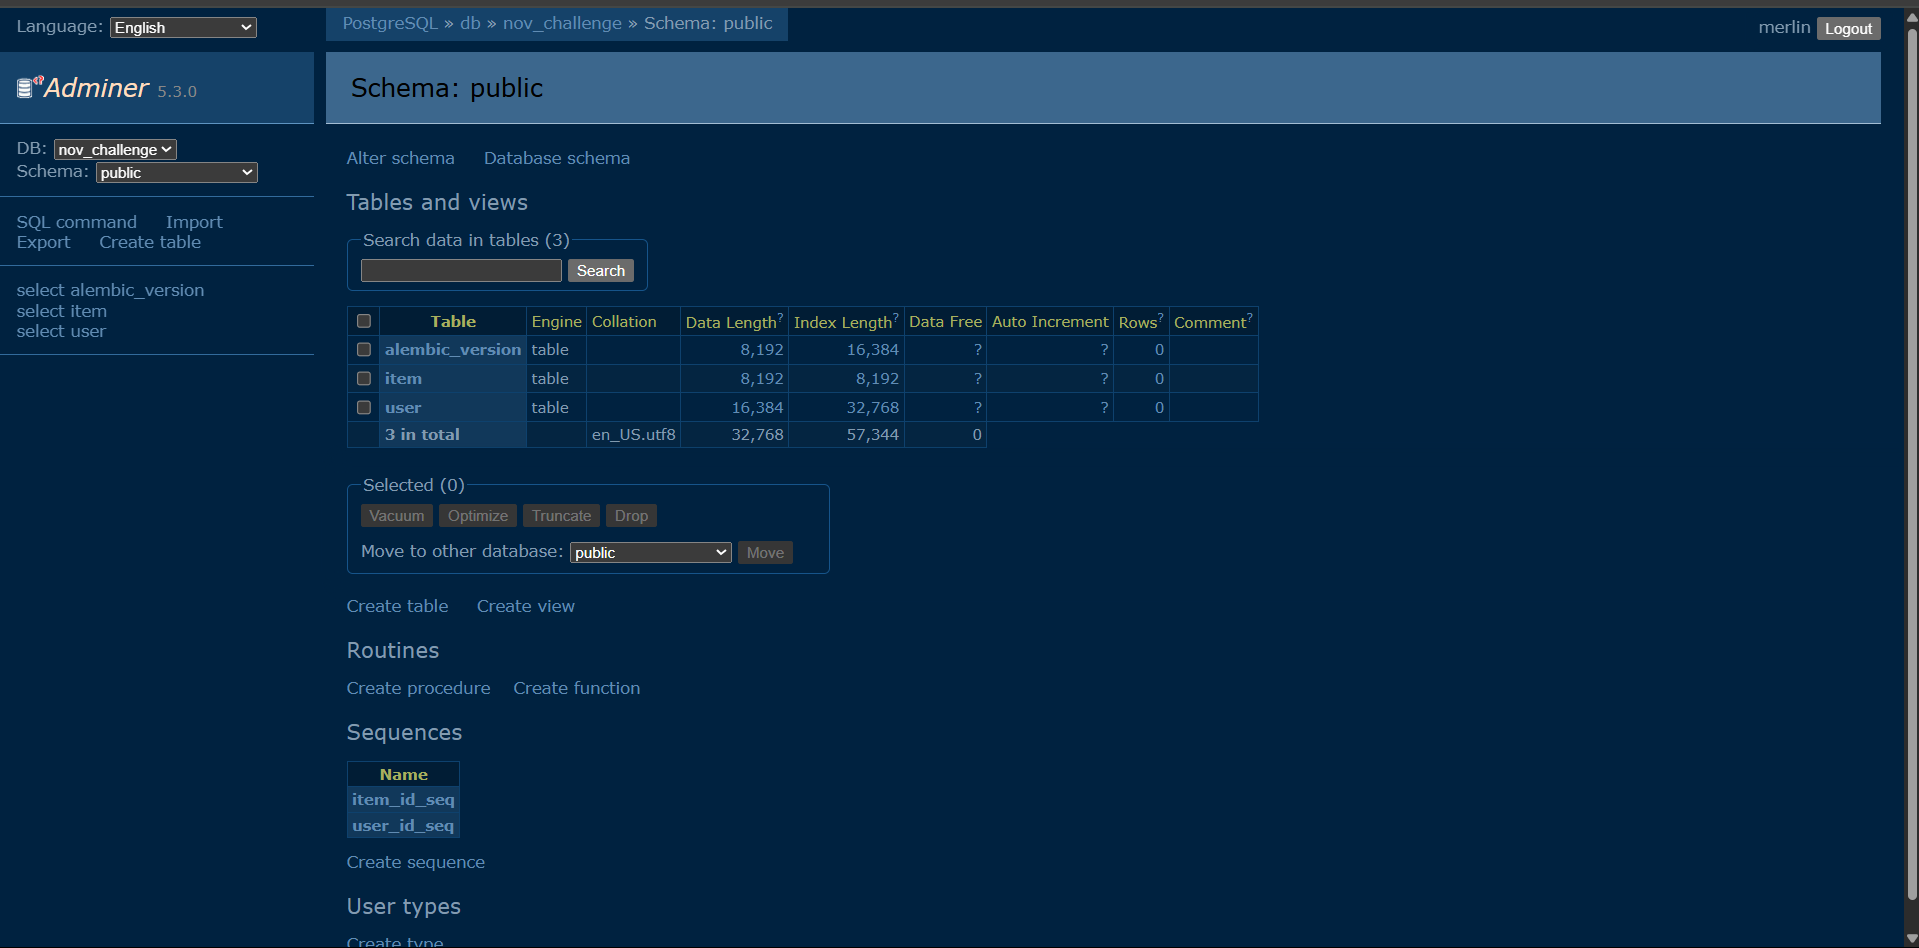 Language: English
PostgreSQL » db » nov_challenge » Schema: public
merlin Logout
Adminer 5.3.0
Schema: public
DB: nov_challenge
Schema: public
SQL command Import
Export Create table
select alembic_version
select item
select user
Alter schema Database schema
Tables and views
Search data in tables (3)
Search
Table Engine Collation Data Length? Index Length? Data Free Auto Increment Rows? Comment?
alembic_version table 8,192 16,384 ? ? 0
item table 8,192 8,192 ? ? 0
user table 16,384 32,768 ? ? 0
3 in total en_US.utf8 32,768 57,344 0
Selected (0)
Vacuum Optimize Truncate Drop
Move to other database: public Move
Create table Create view
Routines
Create procedure Create function
Sequences
Name
item_id_seq
user_id_seq
Create sequence
User types
Create type